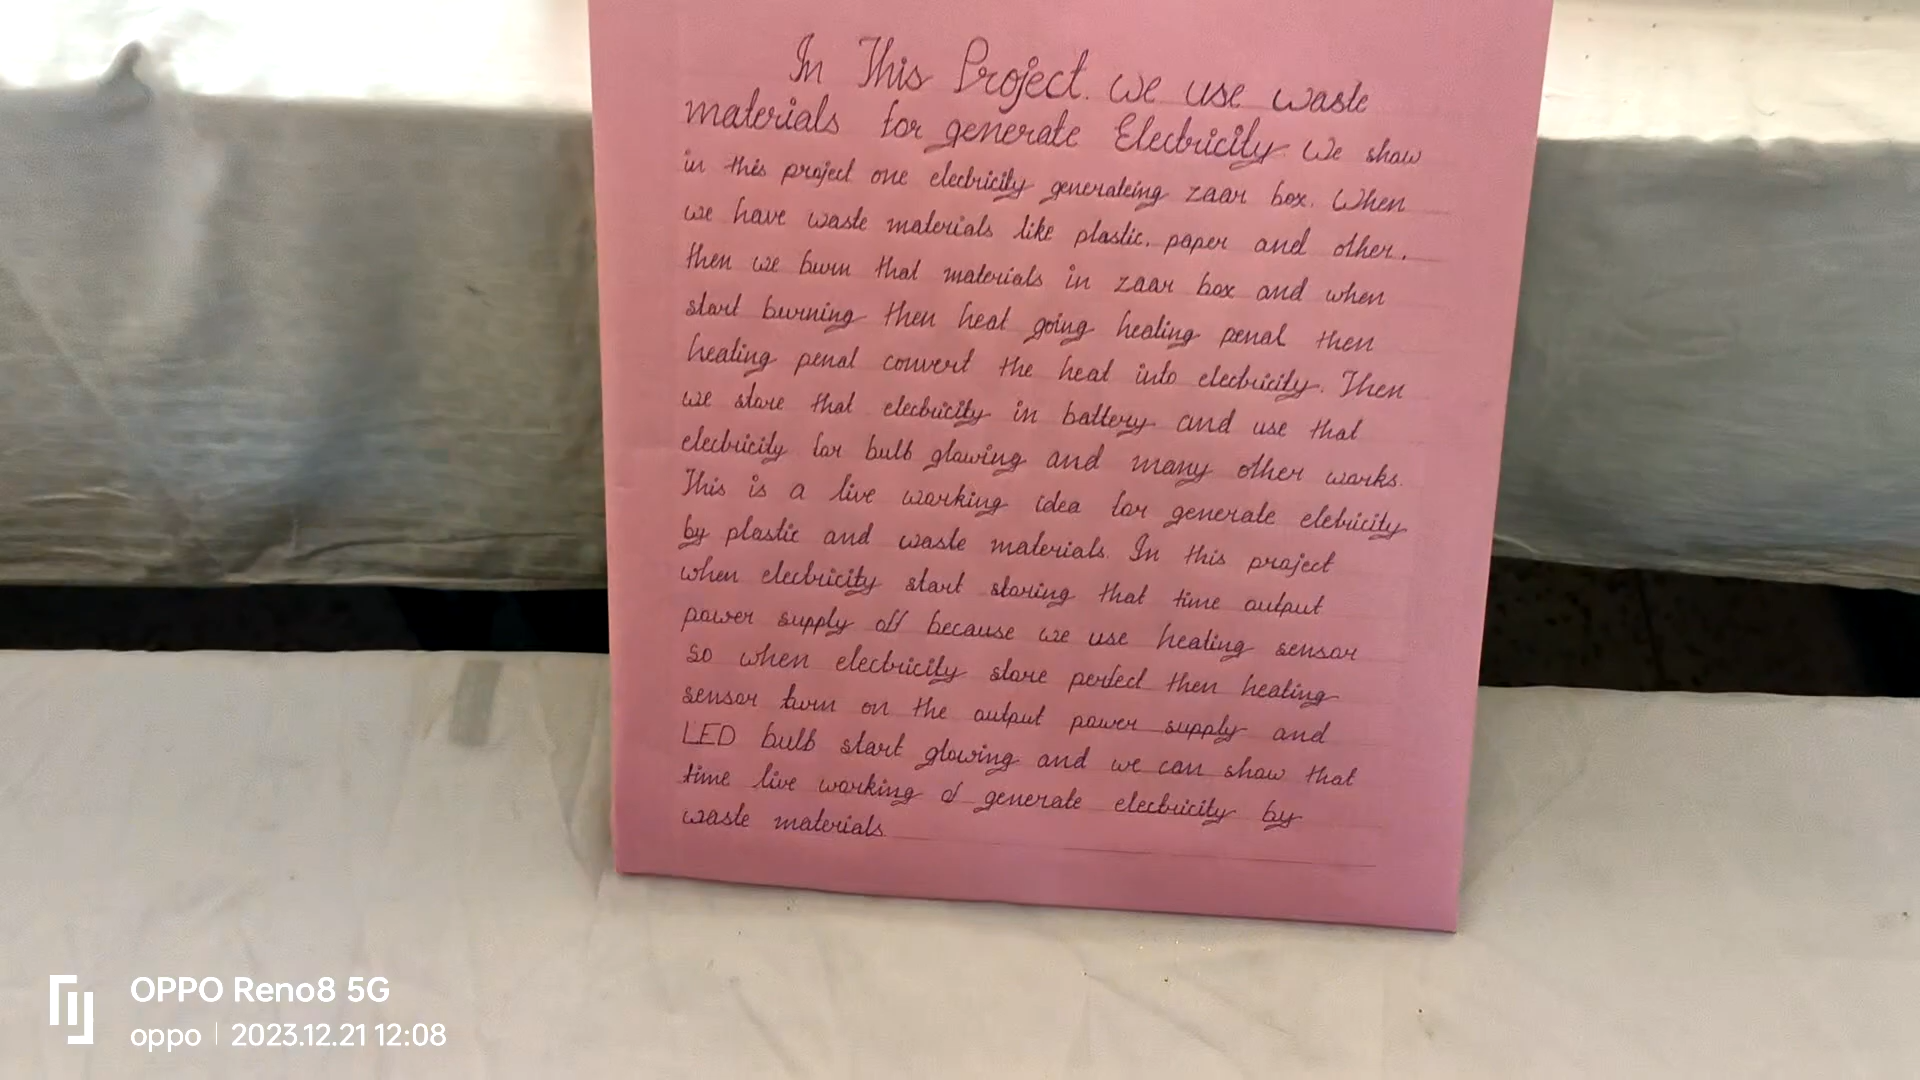 In This Project. we use waste
materials for generate Electricity We show
in this project one electricity generateing zaar box. When
we have waste materials like plastic, paper and other.
then we burn that materials in zaar box and when
start burning then heat going heating penal then
heating penal convert the heat into electricity. Then
we store that electricity in battery and use that
electricity for bulb glowing and many other works.
This is a live working idea for generate eletricity
by plastic and waste materials. In this project
when electricity start storing that time output
power supply off because we use heating sensor
so when electricity store perfect then heating
sensor turn on the output power supply and
LED bulb start glowing and we can show that
time live working of generate electricity by
waste materials
OPPO Reno8 5G
oppo | 2023.12.21 12:08